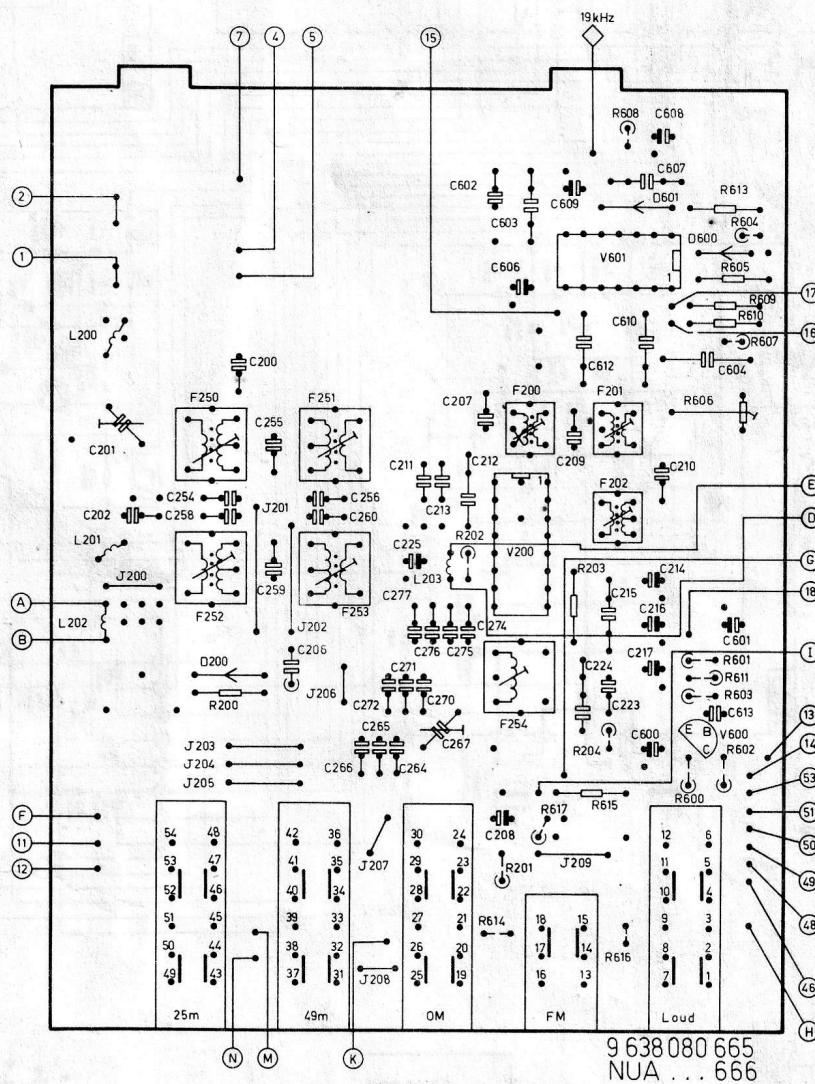 19kHz
7 4 5 15
R608 C608
C607
C602 C609 D601 R613
2
C603 R604
V601 D600
1
1 C606 R605
17
R609
R610
L200 C610 16
R607
C612 C604
C200
F250 F251 C207 F200 F201 R606
C255
C201 C211 C212 C209 C210
F202 E
C254 C256 C213
C202 C258 J201 C260 R202 1 D
L201 C225 V200 G
C214
J200 C259 L203 R203 C215
C277 18
A F252 F253 C216
L202 C274 C601
B J202 C276 C275 C217 I
C206 R601
D200 C271 C224 R611
J206 C272 C270 R603
R200 F254 C223 C613
C265 C267 E B C V600 13
J203 R204 C600 R602
J204 14
J205 C266 C264 53
R600
R617 R615 51
F C208 50
54 48 42 36 30 24 12 6
11 J207 49
53 47 41 35 29 23 J209 11 5
12 R201 48
52 46 40 34 28 22 10 4
51 45 39 33 27 21 18 15 9 3
R614 R616
50 44 38 32 26 20 17 14 8 2 46
49 43 37 31 J208 25 19 16 13 7 1
25m 49m OM FM Loud H
N M K
9 638 080 665
NUA ... 666